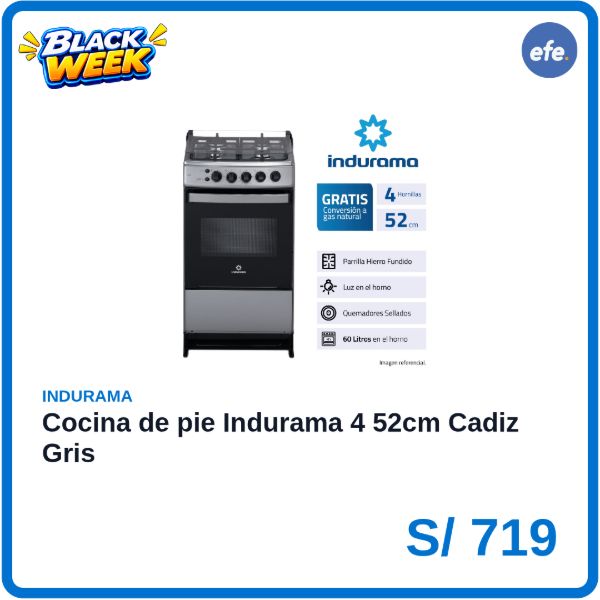 BLACK
WEEK
efe.
indurama
GRATIS
Conversión a
gas natural
4 Hornillas
52 cm
Parrilla Hierro Fundido
Luz en el horno
Quemadores Sellados
60 Litros en el horno
Imagen referencial.
indurama
INDURAMA
Cocina de pie Indurama 4 52cm Cadiz
Gris
S/ 719